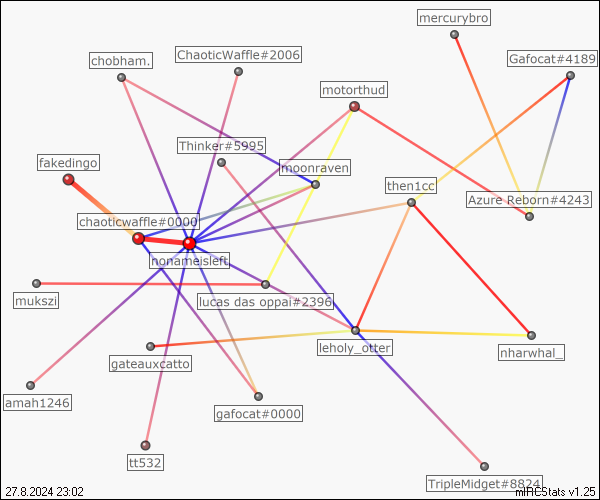 mercurybro
ChaoticWaffle#2006
chobham.
Gafocat#4189
motorthud
Thinker#5995
fakedingo
moonraven
then1cc
Azure Reborn#4243
chaoticwaffle#0000
nonameisleft
mukszi
lucas das oppai#2396
leholy_otter
nharwhal_
gateauxcatto
amah1246
gafocat#0000
tt532
TripleMidget#8824
27.8.2024 23:02
mIRCStats v1.25